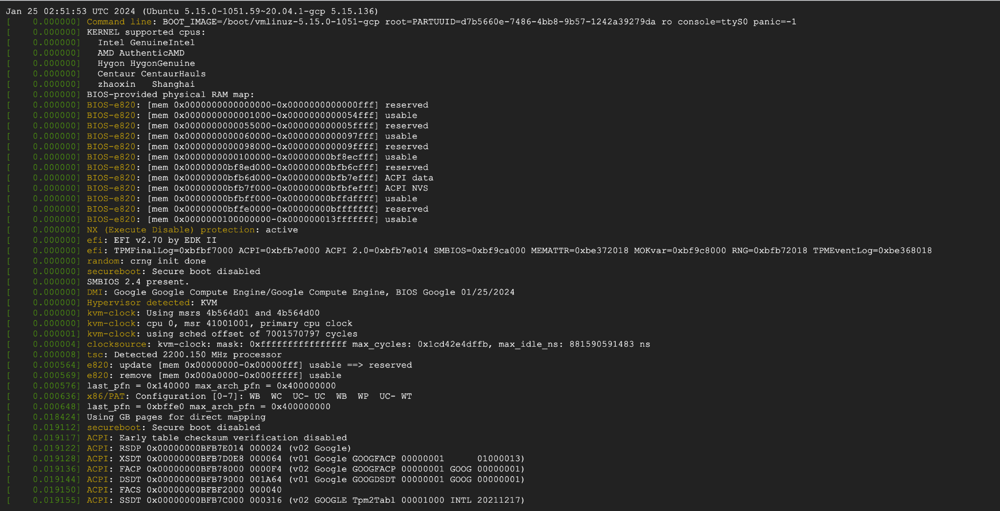 Jan 25 02:51:53 UTC 2024 (Ubuntu 5.15.0-1051.59~20.04.1-gcp 5.15.136)
[    0.000000] Command line: BOOT_IMAGE=/boot/vmlinuz-5.15.0-1051-gcp root=PARTUUID=d7b5660e-7486-4bb8-9b57-1242a39279da ro console=ttyS0 panic=-1
[    0.000000] KERNEL supported cpus:
[    0.000000]   Intel GenuineIntel
[    0.000000]   AMD AuthenticAMD
[    0.000000]   Hygon HygonGenuine
[    0.000000]   Centaur CentaurHauls
[    0.000000]   zhaoxin   Shanghai
[    0.000000] BIOS-provided physical RAM map:
[    0.000000] BIOS-e820: [mem 0x0000000000000000-0x0000000000000fff] reserved
[    0.000000] BIOS-e820: [mem 0x0000000000001000-0x0000000000054fff] usable
[    0.000000] BIOS-e820: [mem 0x0000000000055000-0x000000000005ffff] reserved
[    0.000000] BIOS-e820: [mem 0x0000000000060000-0x0000000000097fff] usable
[    0.000000] BIOS-e820: [mem 0x0000000000098000-0x000000000009ffff] reserved
[    0.000000] BIOS-e820: [mem 0x0000000000100000-0x00000000bf8ecfff] usable
[    0.000000] BIOS-e820: [mem 0x00000000bf8ed000-0x00000000bfb6cfff] reserved
[    0.000000] BIOS-e820: [mem 0x00000000bfb6d000-0x00000000bfb7efff] ACPI data
[    0.000000] BIOS-e820: [mem 0x00000000bfb7f000-0x00000000bfbfefff] ACPI NVS
[    0.000000] BIOS-e820: [mem 0x00000000bfbff000-0x00000000bffdffff] usable
[    0.000000] BIOS-e820: [mem 0x00000000bffe0000-0x00000000bfffffff] reserved
[    0.000000] BIOS-e820: [mem 0x0000000100000000-0x000000013fffffff] usable
[    0.000000] NX (Execute Disable) protection: active
[    0.000000] efi: EFI v2.70 by EDK II
[    0.000000] efi: TPMFinalLog=0xbfbf7000 ACPI=0xbfb7e000 ACPI 2.0=0xbfb7e014 SMBIOS=0xbf9ca000 MEMATTR=0xbe372018 MOKvar=0xbf9c8000 RNG=0xbfb72018 TPMEventLog=0xbe368018
[    0.000000] random: crng init done
[    0.000000] secureboot: Secure boot disabled
[    0.000000] SMBIOS 2.4 present.
[    0.000000] DMI: Google Google Compute Engine/Google Compute Engine, BIOS Google 01/25/2024
[    0.000000] Hypervisor detected: KVM
[    0.000000] kvm-clock: Using msrs 4b564d01 and 4b564d00
[    0.000000] kvm-clock: cpu 0, msr 41001001, primary cpu clock
[    0.000001] kvm-clock: using sched offset of 7001570797 cycles
[    0.000004] clocksource: kvm-clock: mask: 0xffffffffffffffff max_cycles: 0x1cd42e4dffb, max_idle_ns: 881590591483 ns
[    0.000008] tsc: Detected 2200.150 MHz processor
[    0.000564] e820: update [mem 0x00000000-0x00000fff] usable ==> reserved
[    0.000569] e820: remove [mem 0x000a0000-0x000fffff] usable
[    0.000576] last_pfn = 0x140000 max_arch_pfn = 0x400000000
[    0.000636] x86/PAT: Configuration [0-7]: WB  WC  UC- UC  WB  WP  UC- WT
[    0.000648] last_pfn = 0xbffe0 max_arch_pfn = 0x400000000
[    0.018424] Using GB pages for direct mapping
[    0.019112] secureboot: Secure boot disabled
[    0.019117] ACPI: Early table checksum verification disabled
[    0.019122] ACPI: RSDP 0x00000000BFB7E014 000024 (v02 Google)
[    0.019128] ACPI: XSDT 0x00000000BFB7D0E8 000064 (v01 Google GOOGFACP 00000001      01000013)
[    0.019136] ACPI: FACP 0x00000000BFB78000 0000F4 (v02 Google GOOGFACP 00000001 GOOG 00000001)
[    0.019144] ACPI: DSDT 0x00000000BFB79000 001A64 (v01 Google GOOGDSDT 00000001 GOOG 00000001)
[    0.019150] ACPI: FACS 0x00000000BFBF2000 000040
[    0.019155] ACPI: SSDT 0x00000000BFB7C000 000316 (v02 GOOGLE Tpm2Tabl 00001000 INTL 20211217)